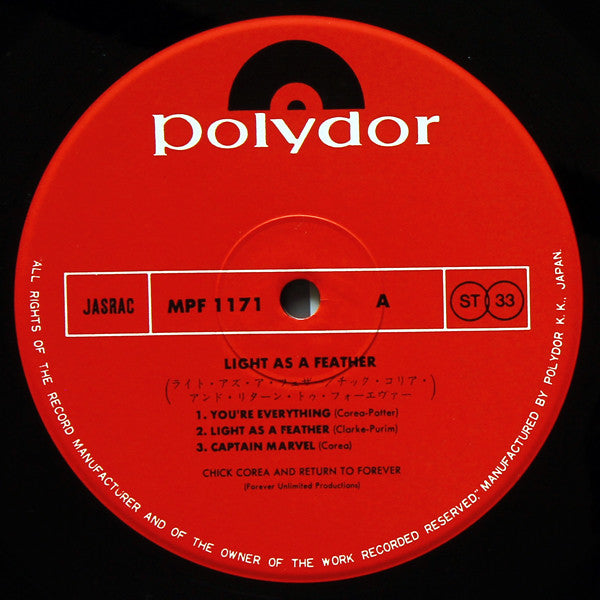 polydor
JASRAC MPF 1171 A ST 33
LIGHT AS A FEATHER
(ライト・アズ・ア・フェザー/チック・コリア・
アンド・リターン・トゥ・フォーエヴァー)
1. YOU'RE EVERYTHING (Corea-Potter)
2. LIGHT AS A FEATHER (Clarke-Purim)
3. CAPTAIN MARVEL (Corea)
CHICK COREA AND RETURN TO FOREVER
(Forever Unlimited Productions)
"ALL RIGHTS OF THE RECORD MANUFACTURER AND OF THE OWNER OF THE WORK RECORDED RESERVED." MANUFACTURED BY POLYDOR K.K., JAPAN.